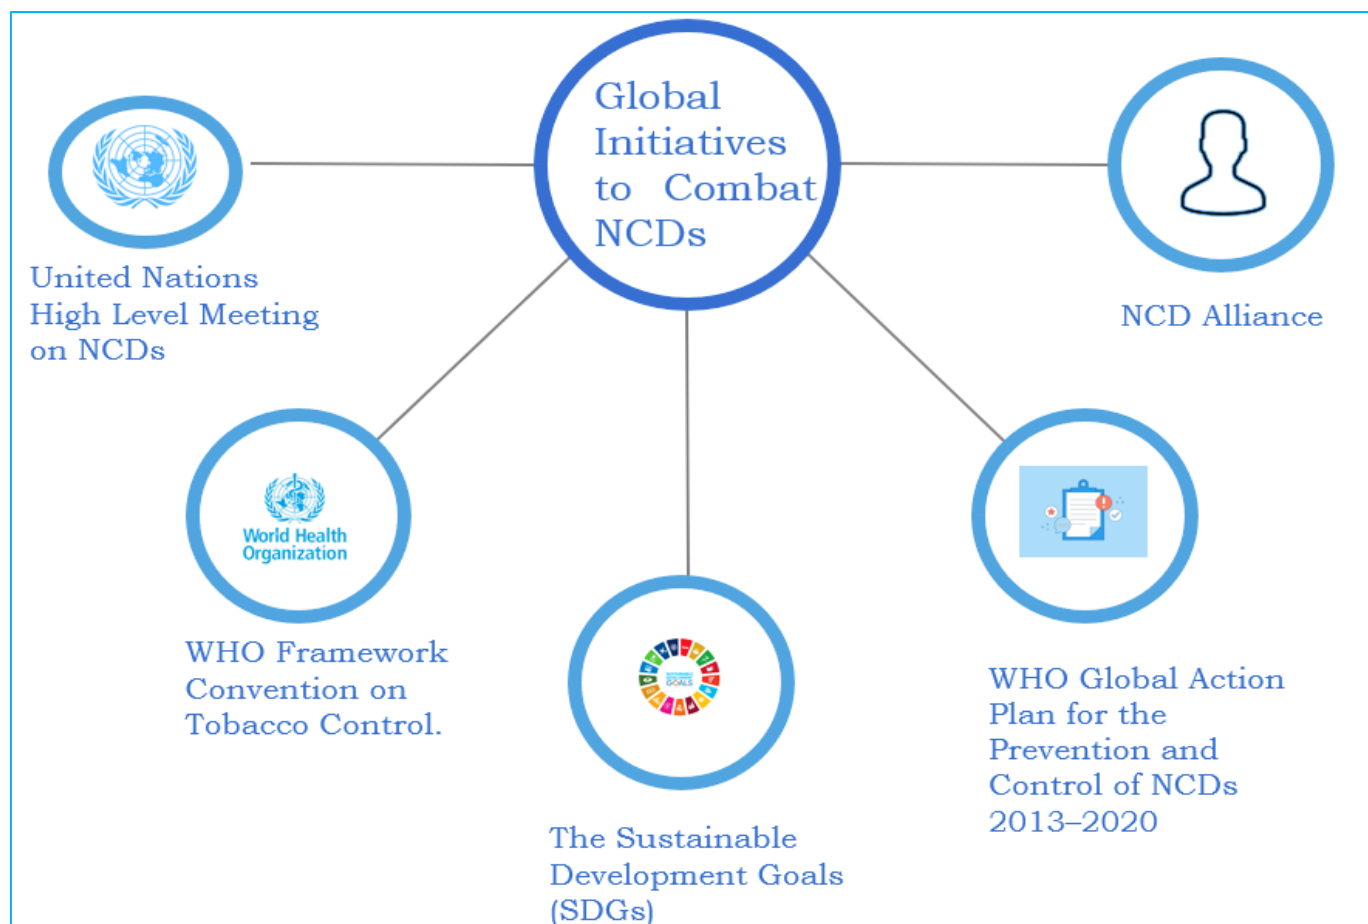 Global
Initiatives
to Combat
NCDs
United Nations
High Level Meeting
on NCDs
NCD Alliance
World Health
Organization
WHO Framework
Convention on
Tobacco Control.
GOALS
The Sustainable
Development Goals
(SDGs)
WHO Global Action
Plan for the
Prevention and
Control of NCDs
2013–2020